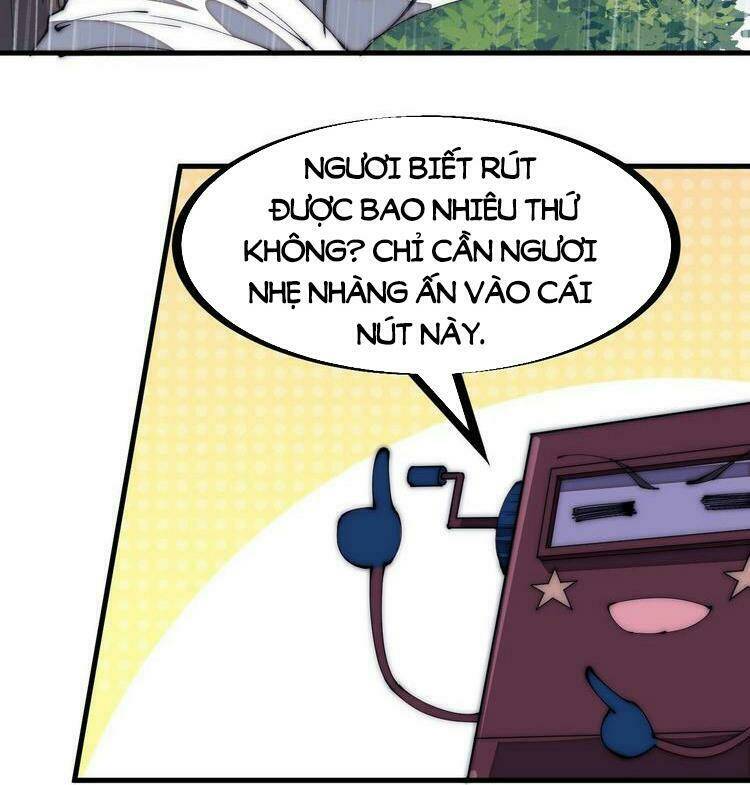 NGƯƠI BIẾT RÚT
ĐƯỢC BAO NHIÊU THỨ
KHÔNG? CHỈ CẦN NGƯƠI
NHẸ NHÀNG ẤN VÀO CÁI
NÚT NÀY.